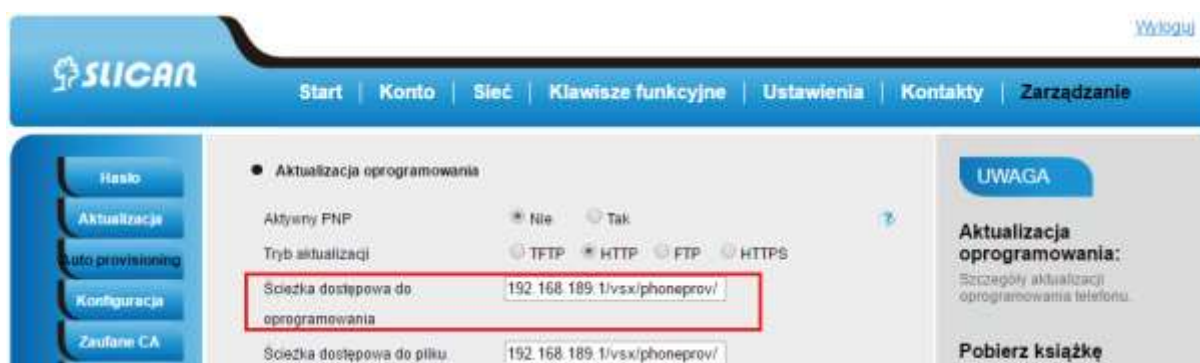 Wyloguj
SLICAN
Start | Konto | Sieć | Klawisze funkcyjne | Ustawienia | Kontakty | Zarządzanie
Hasło
Aktualizacja
Auto provisioning
Konfiguracja
Zaufane CA
Aktualizacja oprogramowania
Aktywny PNP Nie Tak ?
Tryb aktualizacji TFTP HTTP FTP HTTPS
Ścieżka dostępowa do 192.168.189.1/vsx/phoneprov/
oprogramowania
Ścieżka dostępowa do pliku 192.168.189.1/vsx/phoneprov/
UWAGA
Aktualizacja
oprogramowania:
Szczegóły aktualizacji
oprogramowania telefonu.
Pobierz książkę